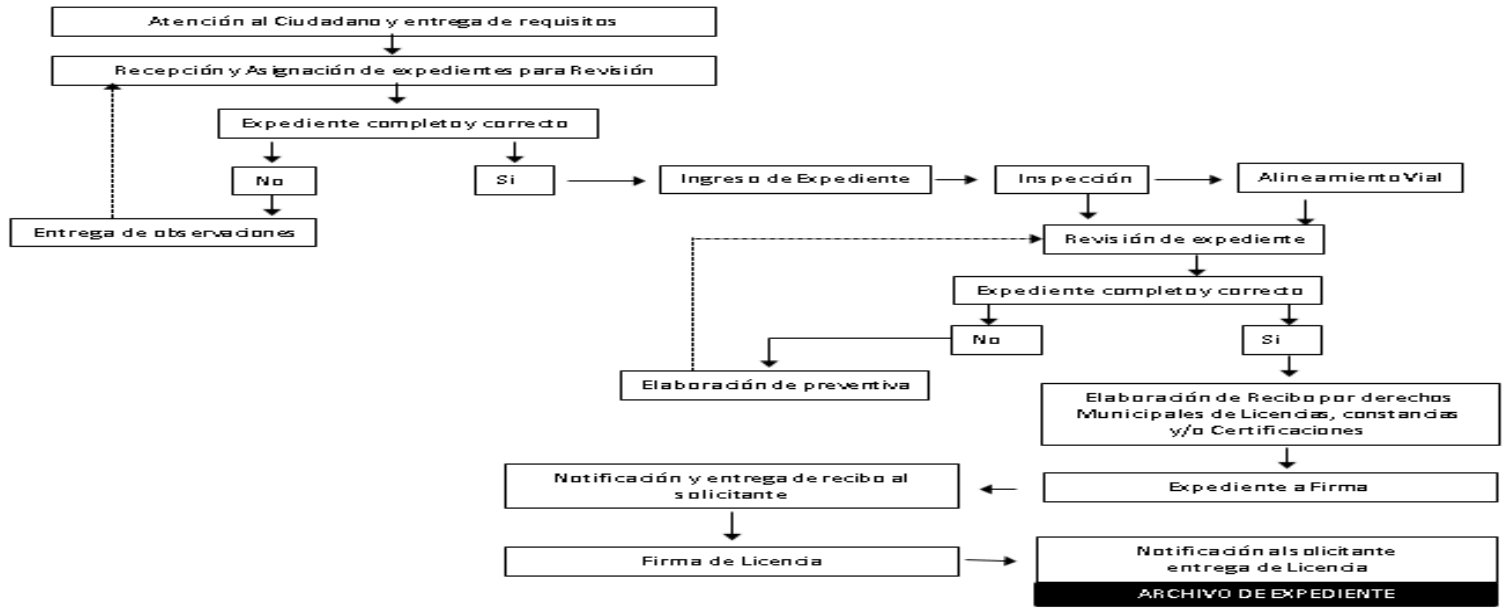 Atención al Ciudadano y entrega de requisitos
Recepción y Asignación de expedientes para Revisión
Expediente completo y correcto
No
Si
Ingreso de Expediente
Inspección
Alineamiento Vial
Entrega de observaciones
Revisión de expediente
Expediente completo y correcto
No
Si
Elaboración de preventiva
Elaboración de Recibo por derechos
Municipales de Licencias, constancias
y/o Certificaciones
Notificación y entrega de recibo al
solicitante
Expediente a Firma
Firma de Licencia
Notificación al solicitante
entrega de Licencia
ARCHIVO DE EXPEDIENTE